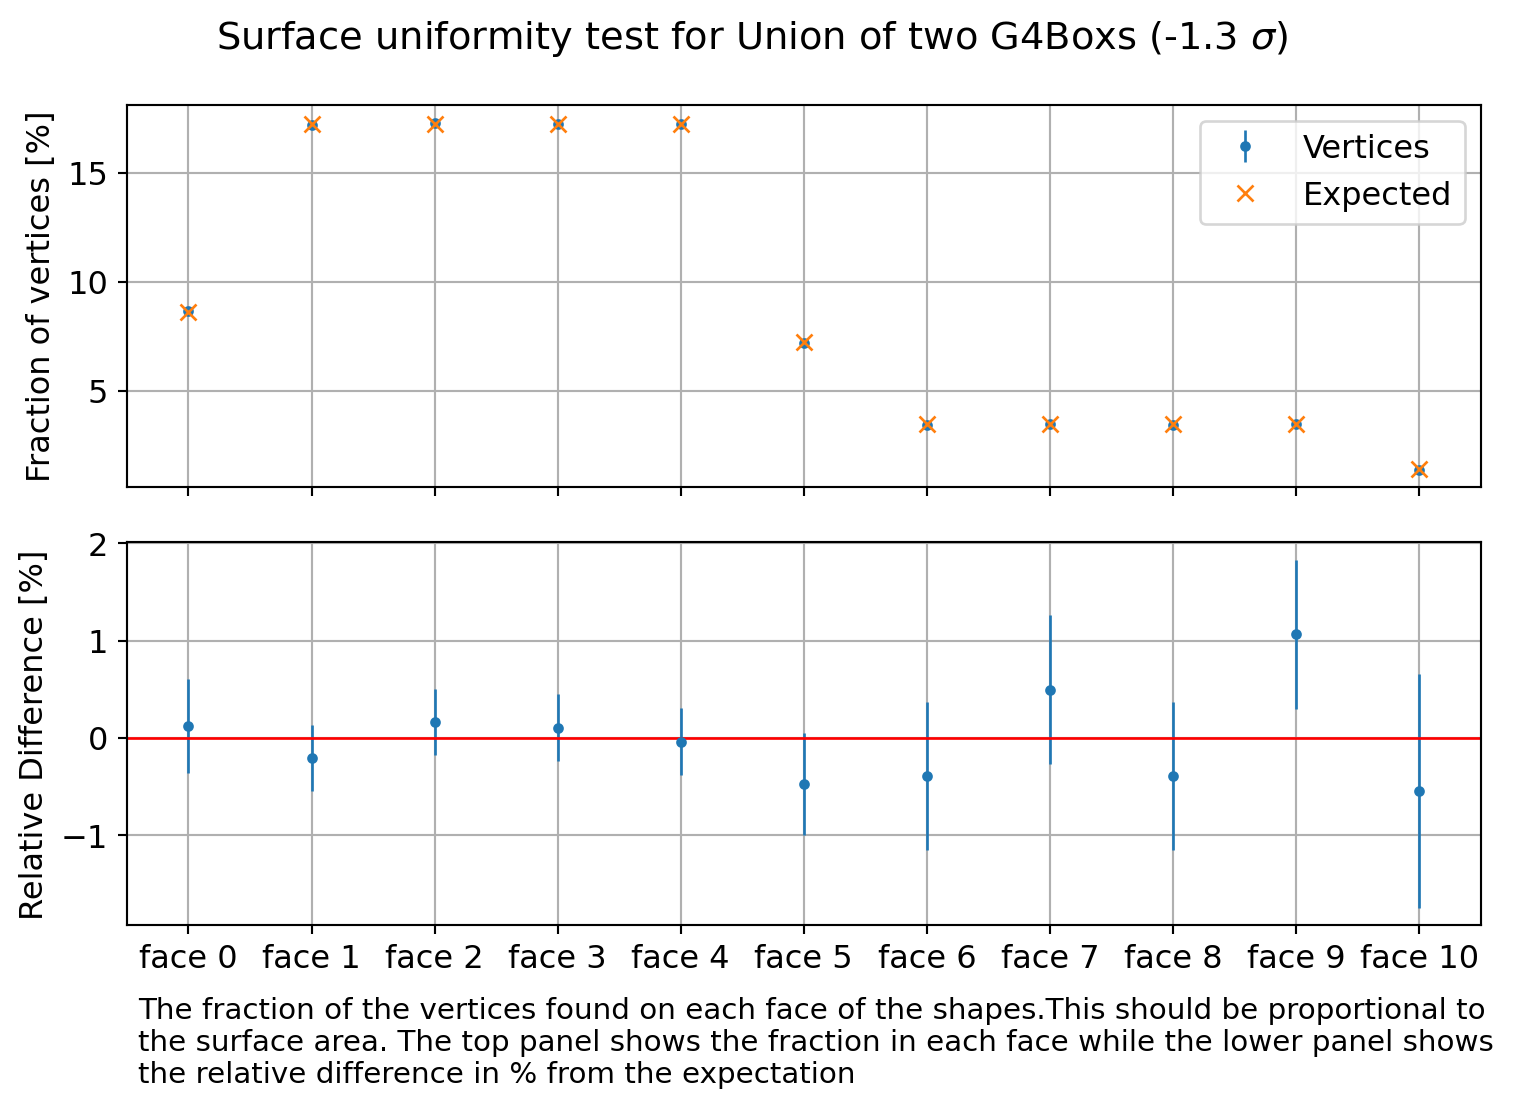 Surface uniformity test for Union of two G4Boxs (-1.3 σ)
Fraction of vertices [%]
15
10
5
Vertices
Expected
Relative Difference [%]
2
1
0
−1
face 0 face 1 face 2 face 3 face 4 face 5 face 6 face 7 face 8 face 9 face 10
The fraction of the vertices found on each face of the shapes.This should be proportional to
the surface area. The top panel shows the fraction in each face while the lower panel shows
the relative difference in % from the expectation